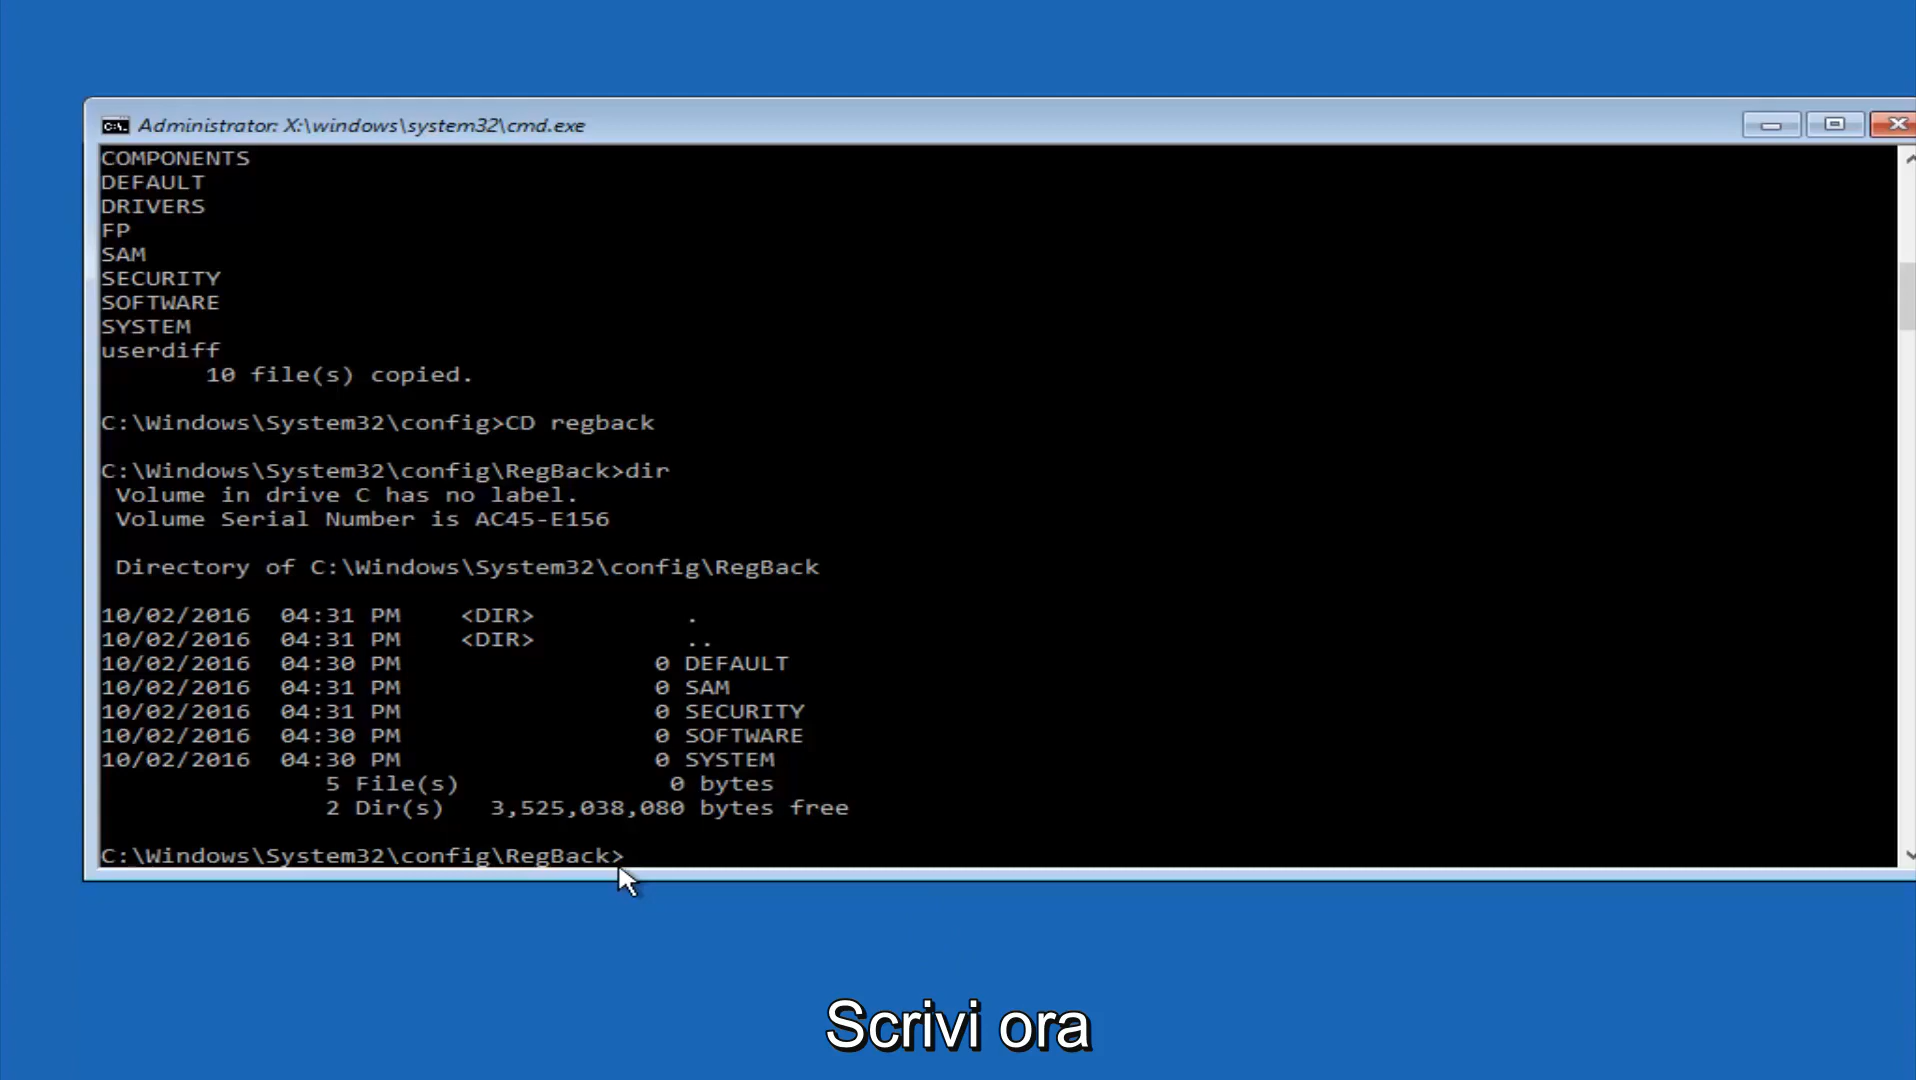 Administrator: X:\windows\system32\cmd.exe
COMPONENTS
DEFAULT
DRIVERS
FP
SAM
SECURITY
SOFTWARE
SYSTEM
userdiff
10 file(s) copied.
C:\Windows\System32\config>CD regback
C:\Windows\System32\config\RegBack>dir
Volume in drive C has no label.
Volume Serial Number is AC45-E156
Directory of C:\Windows\System32\config\RegBack
10/02/2016  04:31 PM    <DIR>          .
10/02/2016  04:31 PM    <DIR>          ..
10/02/2016  04:30 PM                 0 DEFAULT
10/02/2016  04:31 PM                 0 SAM
10/02/2016  04:31 PM                 0 SECURITY
10/02/2016  04:30 PM                 0 SOFTWARE
10/02/2016  04:30 PM                 0 SYSTEM
5 File(s)              0 bytes
2 Dir(s)   3,525,038,080 bytes free
C:\Windows\System32\config\RegBack>
Scrivi ora